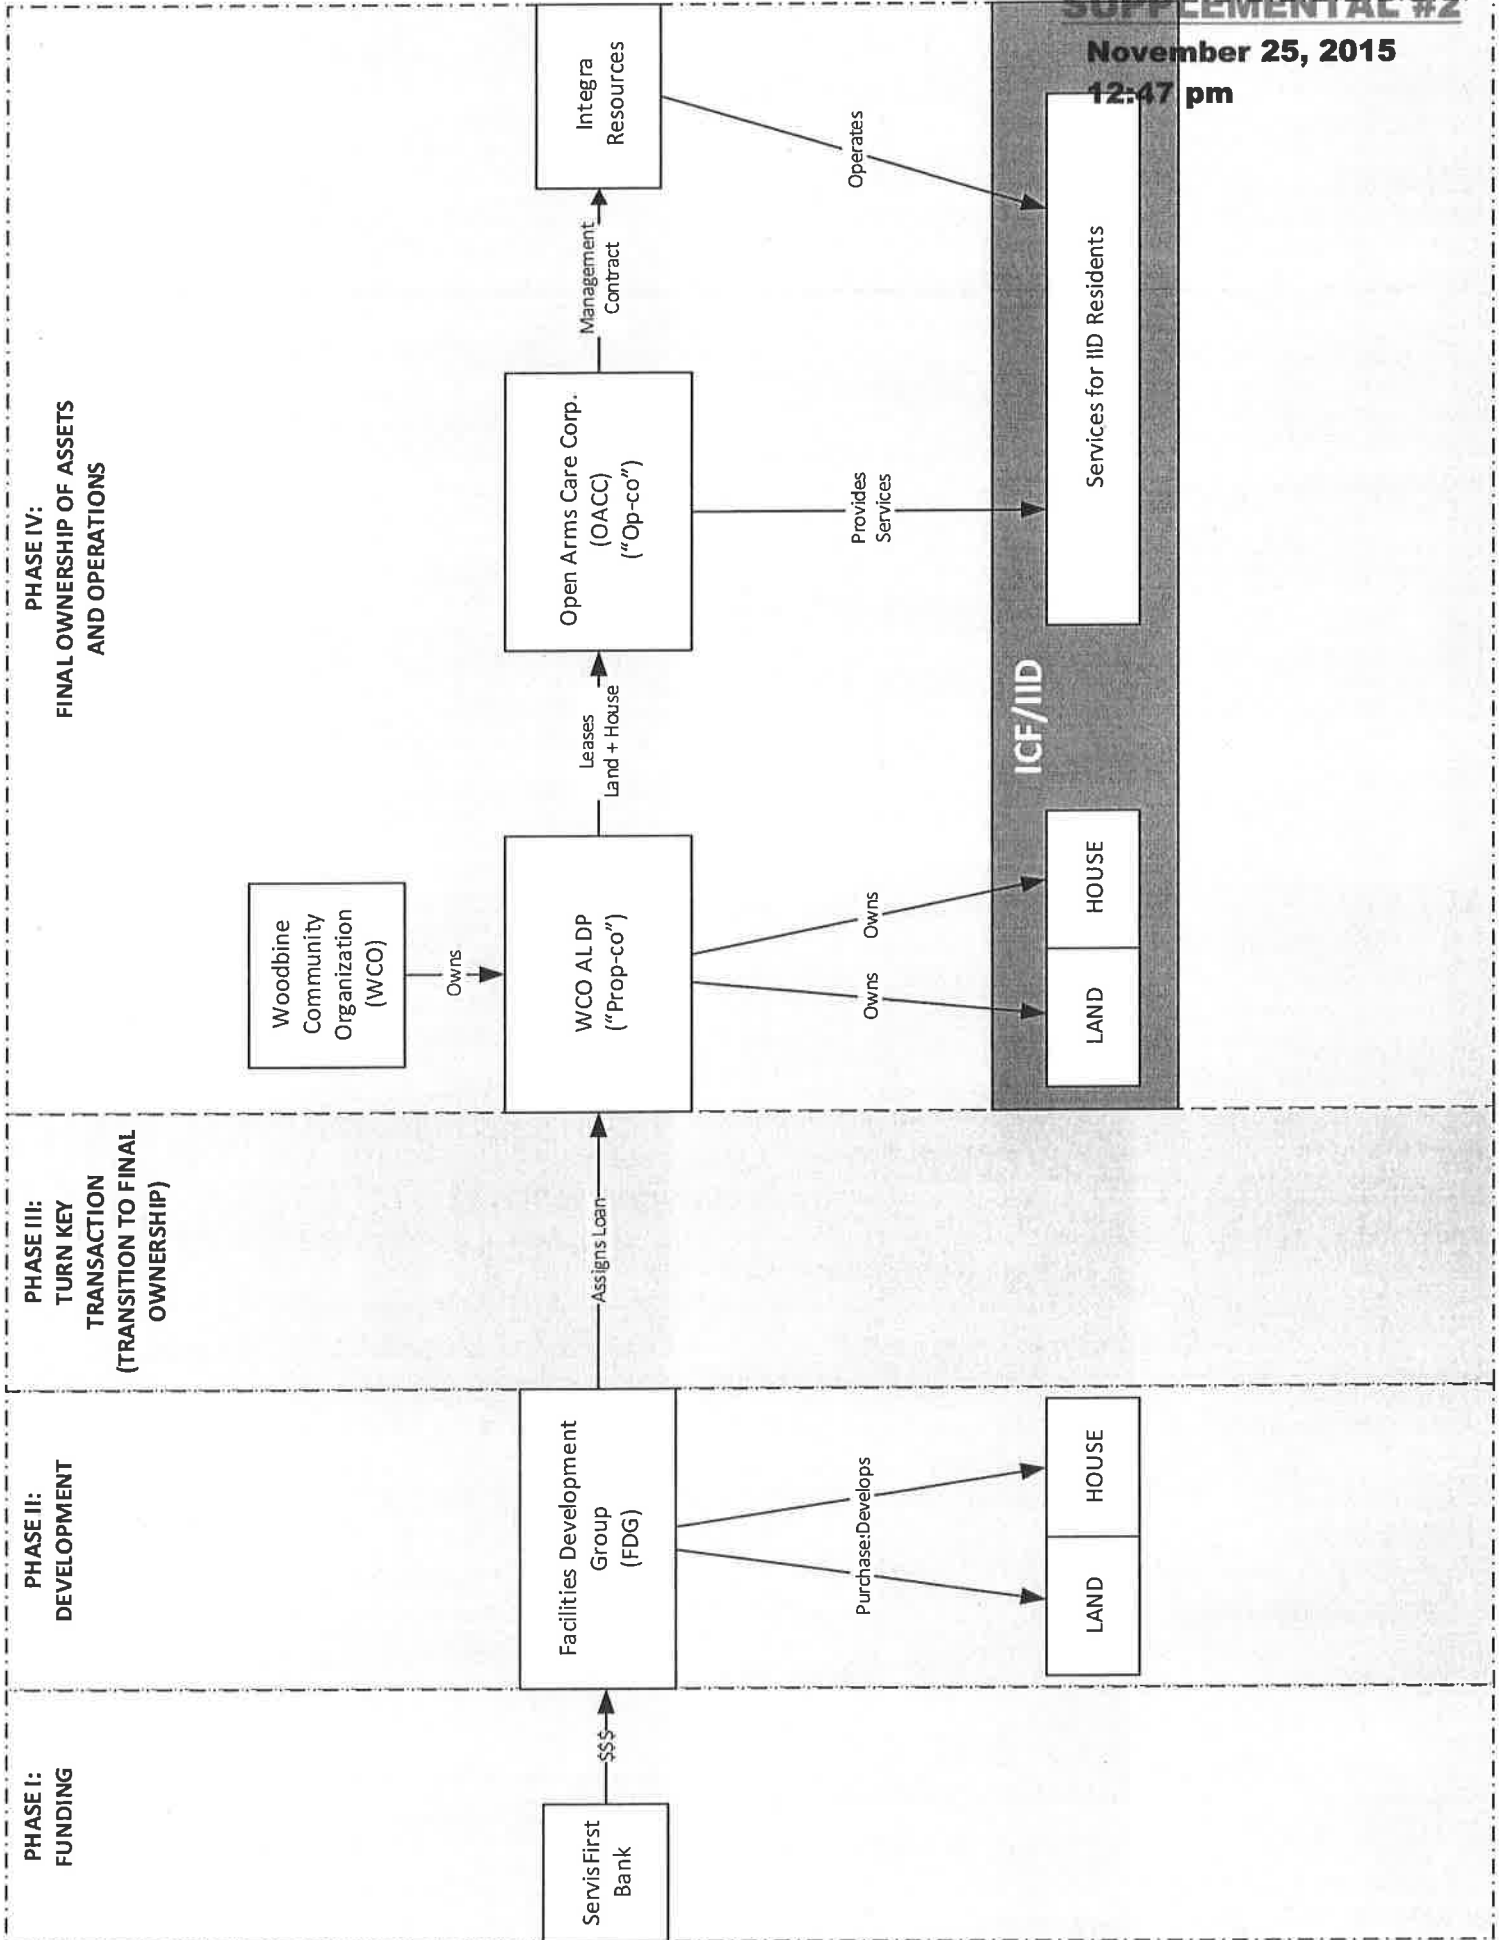 SUPPLEMENTAL #2
November 25, 2015
12:47 pm
PHASE I:
FUNDING
PHASE II:
DEVELOPMENT
PHASE III:
TURN KEY
TRANSACTION
(TRANSITION TO FINAL
OWNERSHIP)
PHASE IV:
FINAL OWNERSHIP OF ASSETS
AND OPERATIONS
ServisFirst
Bank
$$$
Facilities Development
Group
(FDG)
Purchase:Develops
LAND
HOUSE
Assigns Loan
Woodbine
Community
Organization
(WCO)
Owns
WCO AL DP
("Prop-co")
Owns
Owns
LAND
HOUSE
Leases
Land + House
Open Arms Care Corp.
(OACC)
("Op-co")
Provides
Services
Management
Contract
Integra
Resources
Operates
ICF/IID
Services for IID Residents